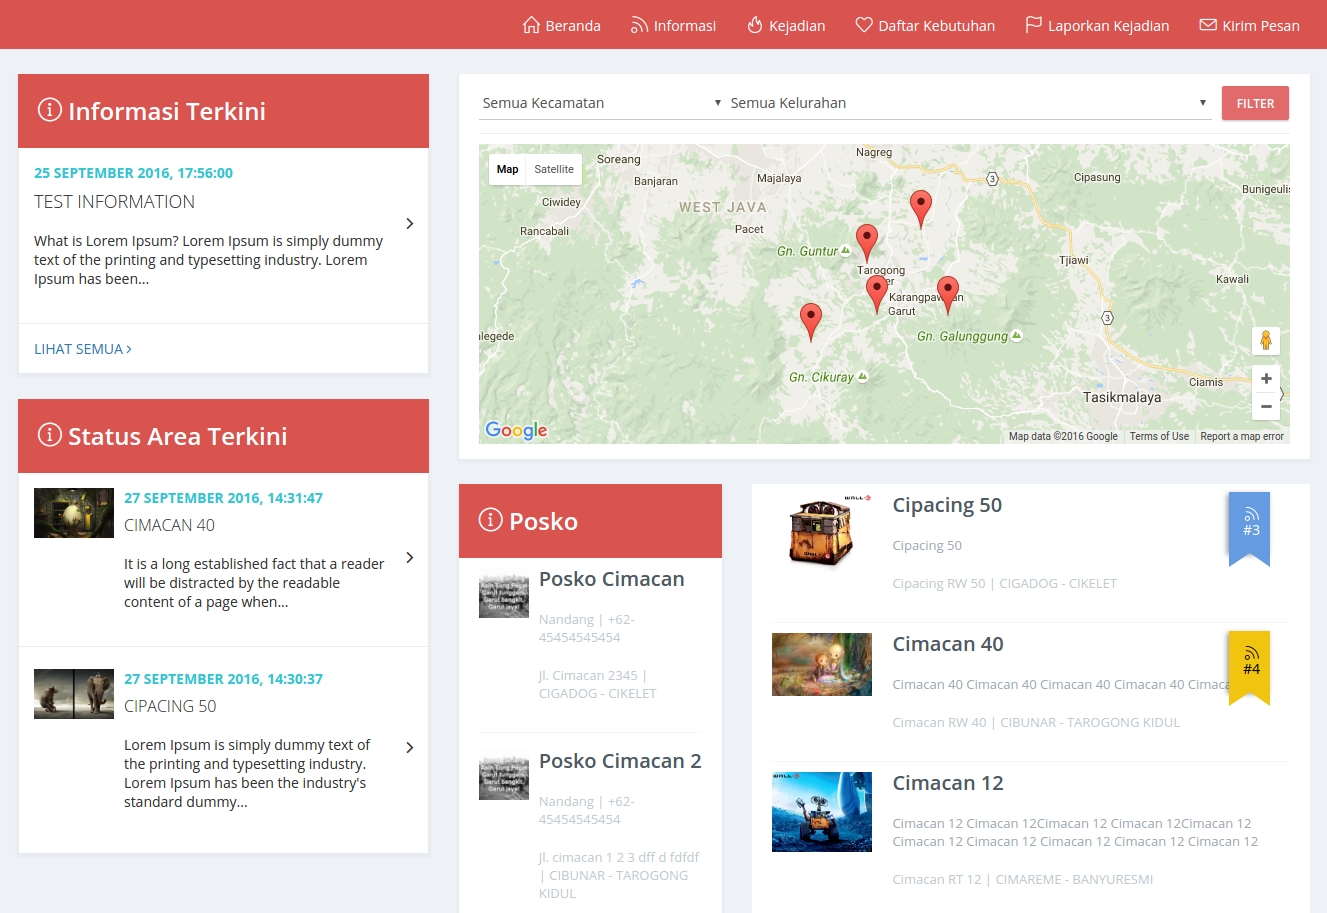 Beranda Informasi Kejadian Daftar Kebutuhan Laporkan Kejadian Kirim Pesan
Informasi Terkini
25 SEPTEMBER 2016, 17:56:00
TEST INFORMATION
What is Lorem Ipsum? Lorem Ipsum is simply dummy
text of the printing and typesetting industry. Lorem
Ipsum has been...
LIHAT SEMUA
Status Area Terkini
27 SEPTEMBER 2016, 14:31:47
CIMACAN 40
It is a long established fact that a reader
will be distracted by the readable
content of a page when...
27 SEPTEMBER 2016, 14:30:37
CIPACING 50
Lorem Ipsum is simply dummy text of
the printing and typesetting industry.
Lorem Ipsum has been the industry's
standard dummy...
Semua Kecamatan Semua Kelurahan FILTER
Map Satellite
Soreang
Nagreg
Banjaran
Majalaya
3
Cipasung
Bunigeulis
Ciwidey
WEST JAVA
Rancabali
Pacet
Gn. Guntur
Tarogong
Tjiawi
Kawali
Garut
3
Gn. Galunggung
Gn. Cikuray
Ciamis
Tasikmalaya
Google
Map data ©2016 Google Terms of Use Report a map error
Posko
Posko Cimacan
Nandang | +62-
45454545454
Jl. Cimacan 2345 |
CIGADOG - CIKELET
Posko Cimacan 2
Nandang | +62-
45454545454
Jl. cimacan 1 2 3 dff d fdfdf
| CIBUNAR - TAROGONG
KIDUL
WALL-E
Cipacing 50
#3
Cipacing 50
Cipacing RW 50 | CIGADOG - CIKELET
Cimacan 40
#4
Cimacan 40 Cimacan 40 Cimacan 40 Cimacan 40 Cimaca
Cimacan RW 40 | CIBUNAR - TAROGONG KIDUL
WALL-E
Cimacan 12
Cimacan 12 Cimacan 12Cimacan 12 Cimacan 12Cimacan 12
Cimacan 12 Cimacan 12 Cimacan 12 Cimacan 12 Cimacan 12
Cimacan RT 12 | CIMAREME - BANYURESMI